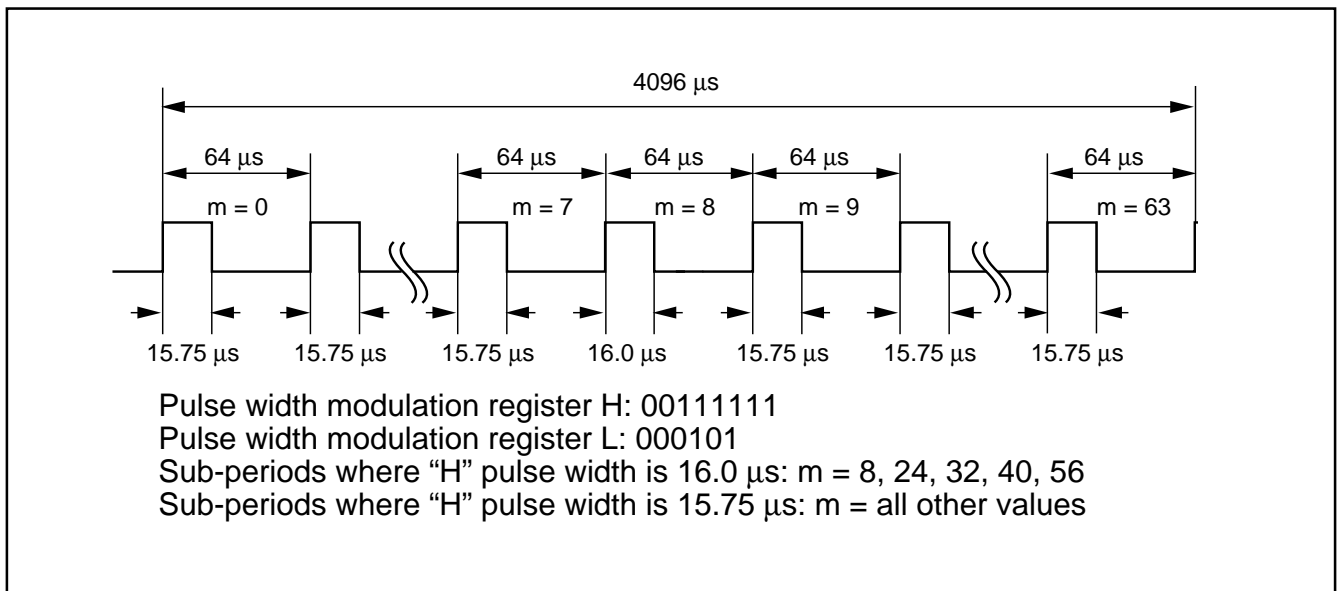 4096 μs
64 μs 64 μs 64 μs 64 μs 64 μs
m = 0 m = 7 m = 8 m = 9 m = 63
15.75 μs 15.75 μs 15.75 μs 16.0 μs 15.75 μs 15.75 μs 15.75 μs
Pulse width modulation register H: 00111111
Pulse width modulation register L: 000101
Sub-periods where “H” pulse width is 16.0 μs: m = 8, 24, 32, 40, 56
Sub-periods where “H” pulse width is 15.75 μs: m = all other values